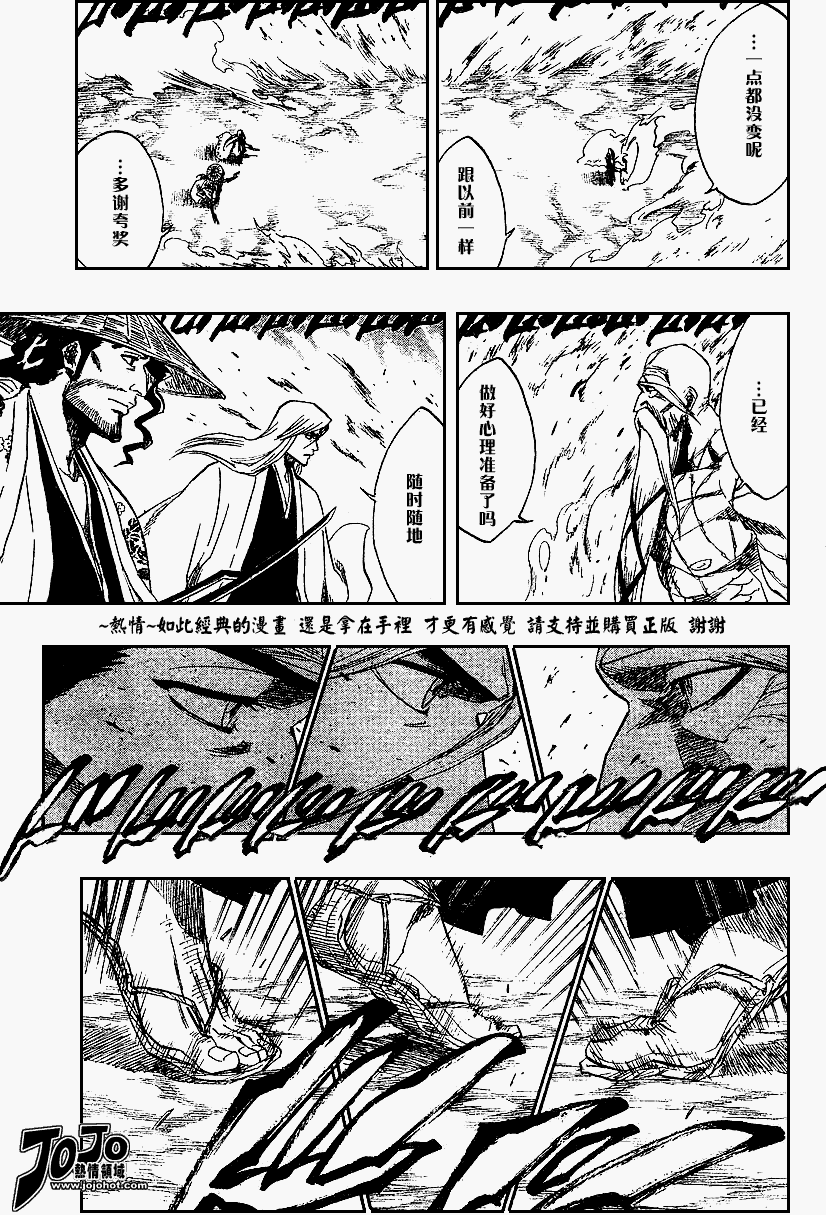 …一点都没变呢
跟以前一样
…多谢夸奖
…已经
做好心理准备了吗
随时随地
~熱情~如此經典的漫畫 還是拿在手裡 才更有感覺 請支持並購買正版 謝謝
JOJO
熱情領域
www.jojohot.com